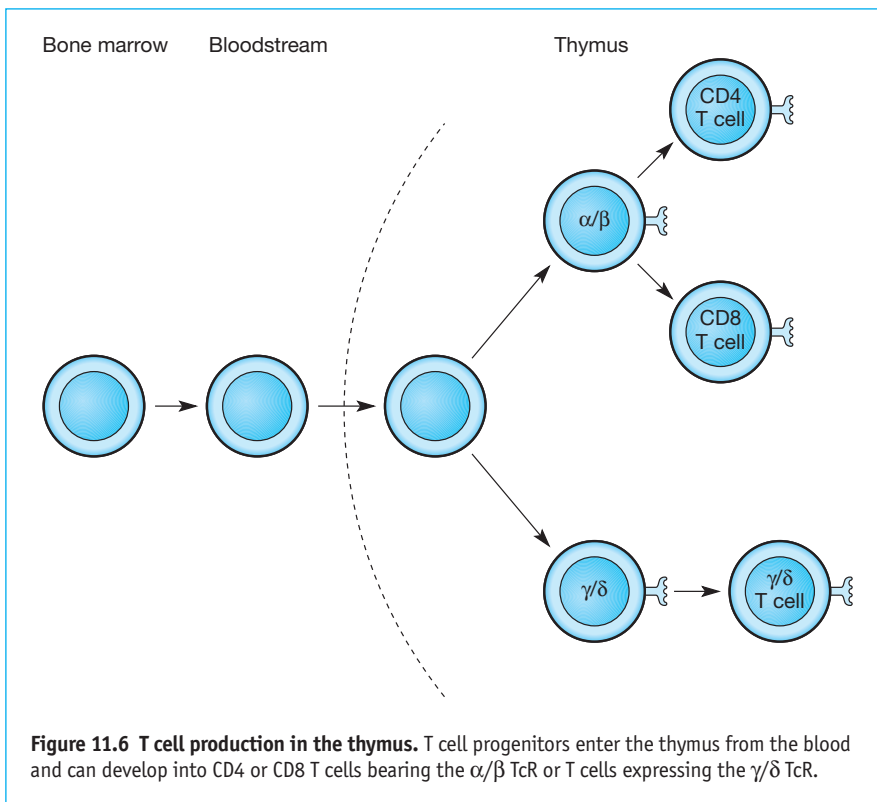 Bone marrow
Bloodstream
Thymus
CD4
T cell
α/β
CD8
T cell
γ/δ
γ/δ
T cell
Figure 11.6 T cell production in the thymus. T cell progenitors enter the thymus from the blood
and can develop into CD4 or CD8 T cells bearing the α/β TcR or T cells expressing the γ/δ TcR.